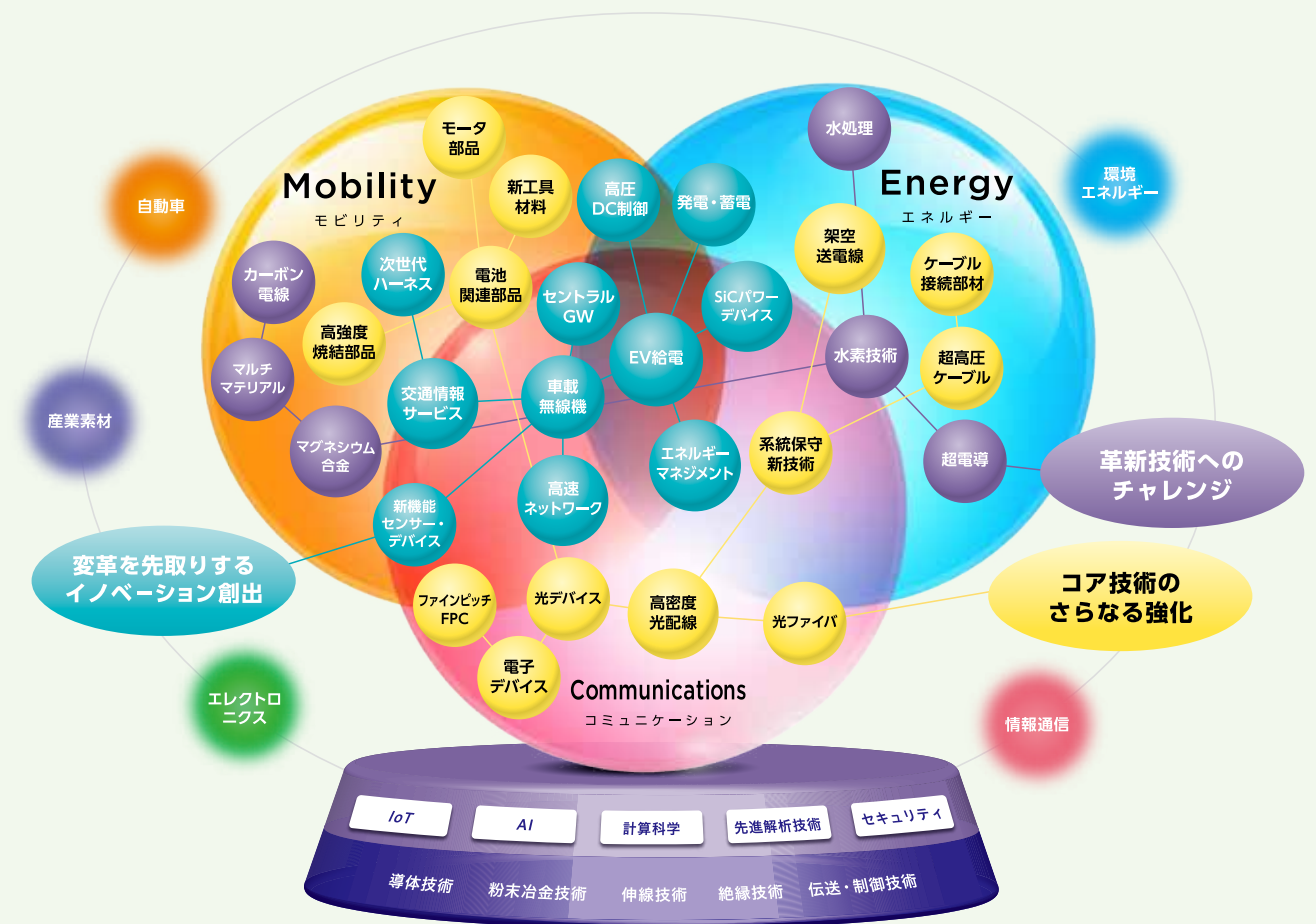 モータ
部品
水処理
Mobility
モビリティ
新工具
材料
高圧
DC制御
発電・蓄電
Energy
エネルギー
環境
エネルギー
自動車
架空
送電線
ケーブル
接続部材
カーボン
電線
次世代
ハーネス
電池
関連部品
セントラル
GW
SiCパワー
デバイス
高強度
焼結部品
EV給電
水素技術
超高圧
ケーブル
マルチ
マテリアル
交通情報
サービス
車載
無線機
産業素材
マグネシウム
合金
エネルギー
マネジメント
系統保守
新技術
超電導
革新技術への
チャレンジ
新機能
センサー・
デバイス
高速
ネットワーク
変革を先取りする
イノベーション創出
ファインピッチ
FPC
光デバイス
高密度
光配線
光ファイバ
コア技術の
さらなる強化
電子
デバイス
Communications
コミュニケーション
エレクトロ
ニクス
情報通信
IoT
AI
計算科学
先進解析技術
セキュリティ
導体技術
粉末冶金技術
伸線技術
絶縁技術
伝送・制御技術